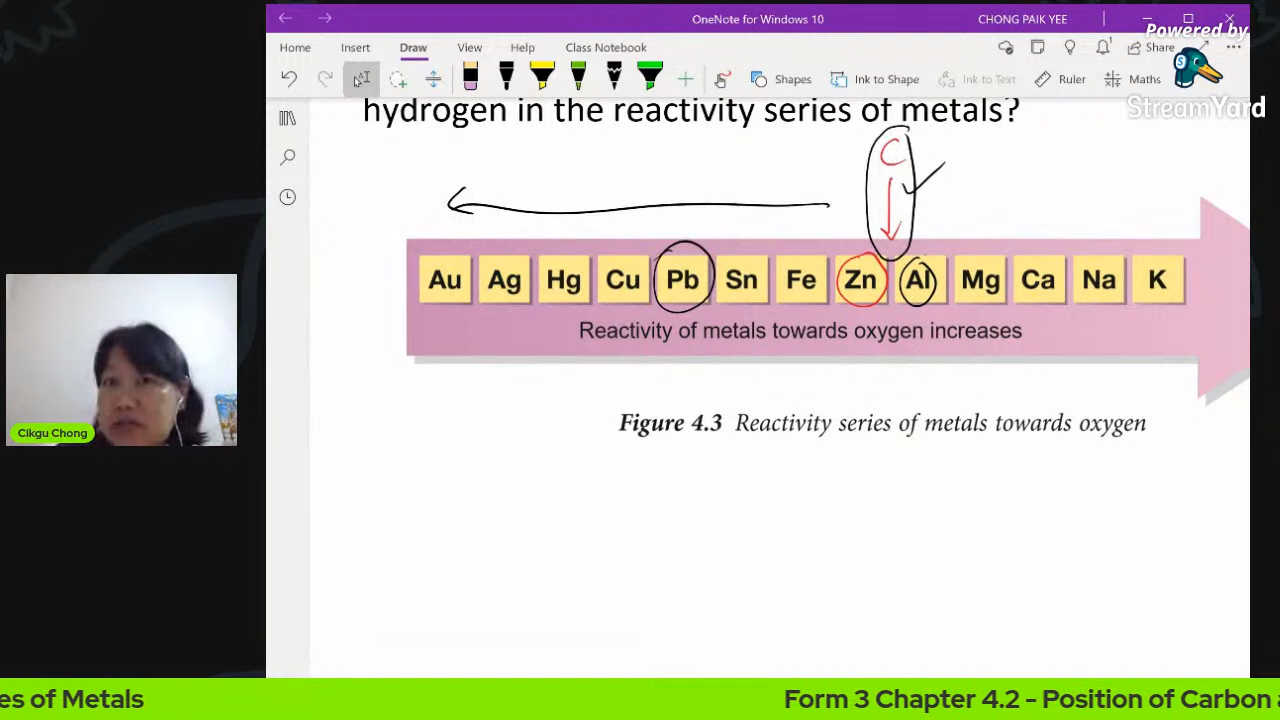 OneNote for Windows 10
CHONG PAIK YEE
Powered by
StreamYard
Home Insert Draw View Help Class Notebook
Share
Shapes Ink to Shape Ink to Text Ruler Maths
hydrogen in the reactivity series of metals?
C
Au Ag Hg Cu Pb Sn Fe Zn Al Mg Ca Na K
Reactivity of metals towards oxygen increases
Figure 4.3 Reactivity series of metals towards oxygen
Cikgu Chong
es of Metals
Form 3 Chapter 4.2 - Position of Carbon a